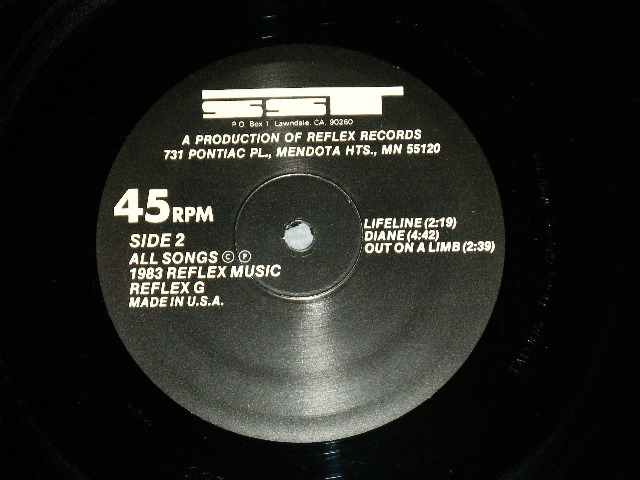 SST
P.O. Box 1 Lawndale, CA. 90260
A PRODUCTION OF REFLEX RECORDS
731 PONTIAC PL., MENDOTA HTS., MN 55120
45 RPM
SIDE 2
ALL SONGS © ℗
1983 REFLEX MUSIC
REFLEX G
MADE IN U.S.A.
LIFELINE (2:19)
DIANE (4:42)
OUT ON A LIMB (2:39)